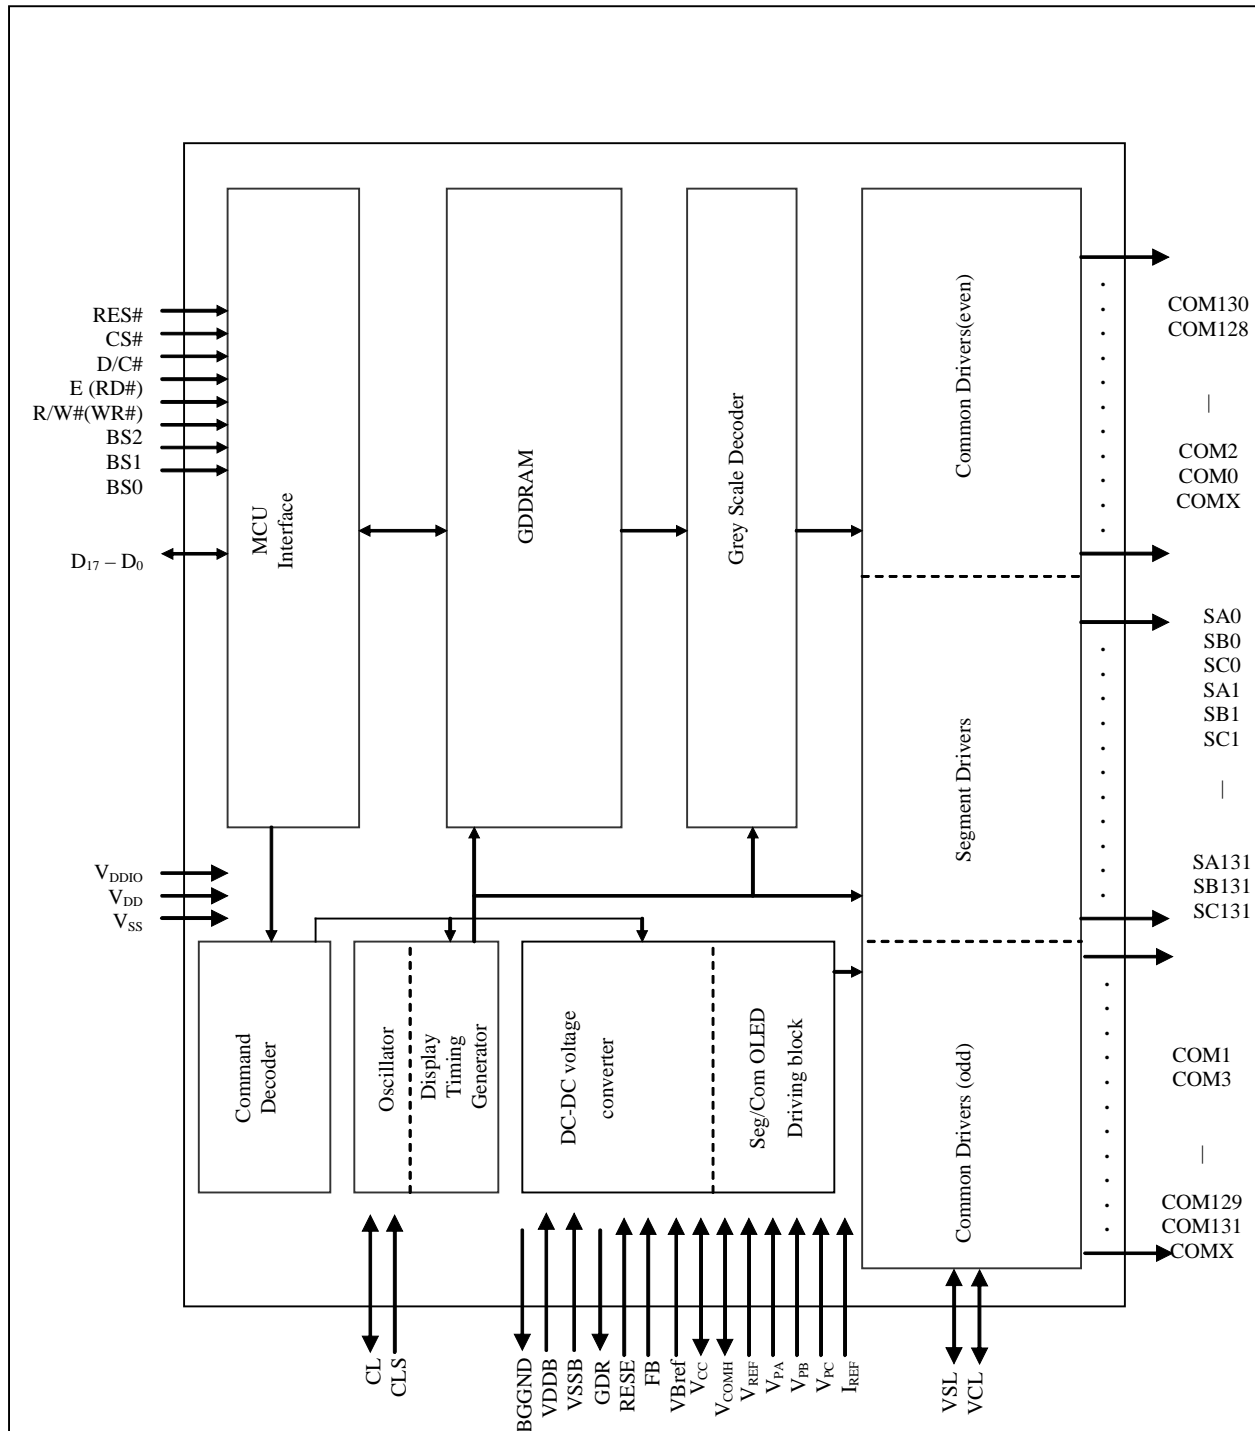 RES#
CS#
D/C#
E (RD#)
R/W#(WR#)
BS2
BS1
BS0
D17 – D0
VDDIO
VDD
VSS
MCU
Interface
GDDRAM
Grey Scale Decoder
Common Drivers(even)
Segment Drivers
Common Drivers (odd)
Command
Decoder
Oscillator
Display
Timing
Generator
DC-DC voltage
converter
Seg/Com OLED
Driving block
COM130
COM128
|
COM2
COM0
COMX
SA0
SB0
SC0
SA1
SB1
SC1
|
SA131
SB131
SC131
COM1
COM3
|
COM129
COM131
COMX
CL
CLS
BGGND
VDDB
VSSB
GDR
RESE
FB
VBref
VCC
VCOMH
VREF
VPA
VPB
VPC
IREF
VSL
VCL